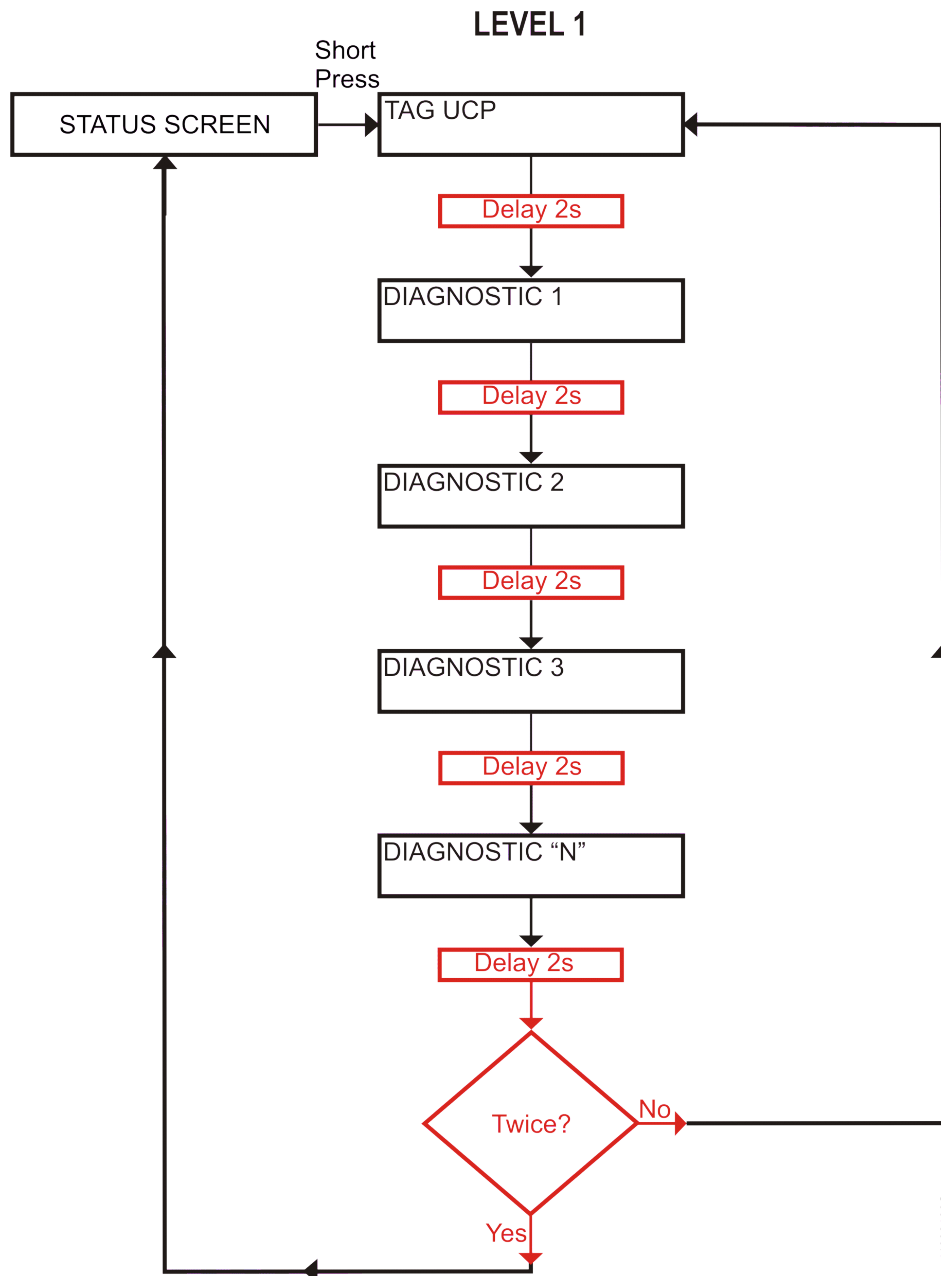 LEVEL 1
Short
Press
STATUS SCREEN
TAG UCP
Delay 2s
DIAGNOSTIC 1
Delay 2s
DIAGNOSTIC 2
Delay 2s
DIAGNOSTIC 3
Delay 2s
DIAGNOSTIC “N”
Delay 2s
Twice?
No
Yes